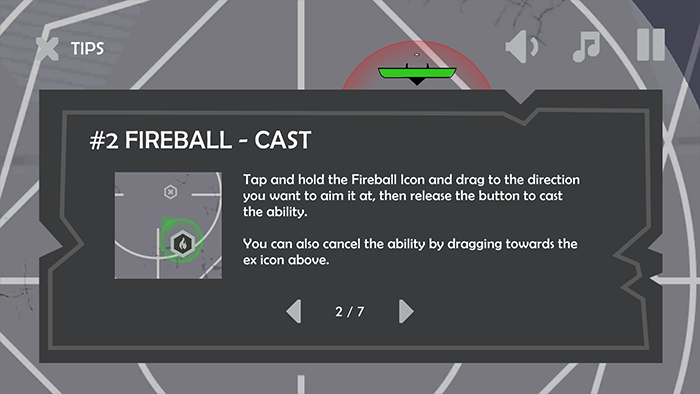 TIPS
#2 FIREBALL - CAST
Tap and hold the Fireball Icon and drag to the direction
you want to aim it at, then release the button to cast
the ability.
You can also cancel the ability by dragging towards the
ex icon above.
2 / 7